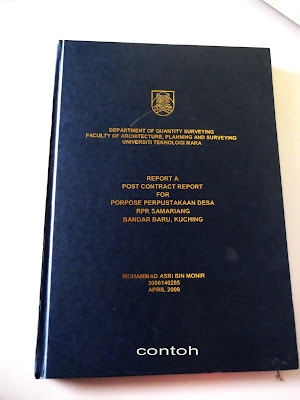 DEPARTMENT OF QUANTITY SURVEYING
FACULTY OF ARCHITECTURE, PLANNING AND SURVEYING
UNIVERSITI TEKNOLOGI MARA
REPORT A
POST CONTRACT REPORT
FOR
PORPOSE PERPUSTAKAAN DESA
RPR SAMARIANG
BANDAR BARU, KUCHING
MOHAMMAD ASRI BIN MONIR
2006140285
APRIL 2009
contoh